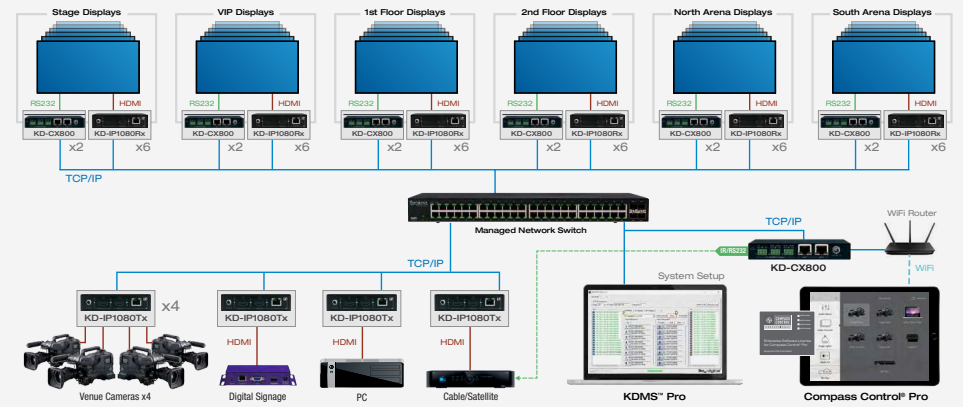 Stage Displays
VIP Displays
1st Floor Displays
2nd Floor Displays
North Arena Displays
South Arena Displays
RS232
HDMI
RS232
HDMI
RS232
HDMI
RS232
HDMI
RS232
HDMI
RS232
HDMI
KD-CX800
KD-IP1080Rx
KD-CX800
KD-IP1080Rx
KD-CX800
KD-IP1080Rx
KD-CX800
KD-IP1080Rx
KD-CX800
KD-IP1080Rx
KD-CX800
KD-IP1080Rx
x2
x6
x2
x6
x2
x6
x2
x6
x2
x6
x2
x6
TCP/IP
Managed Network Switch
TCP/IP
WiFi Router
IR/RS232
KD-CX800
WiFi
TCP/IP
System Setup
KD-IP1080Tx
x4
KD-IP1080Tx
KD-IP1080Tx
KD-IP1080Tx
HDMI
HDMI
HDMI
Venue Cameras x4
Digital Signage
PC
Cable/Satellite
KDMS™ Pro
Compass Control® Pro